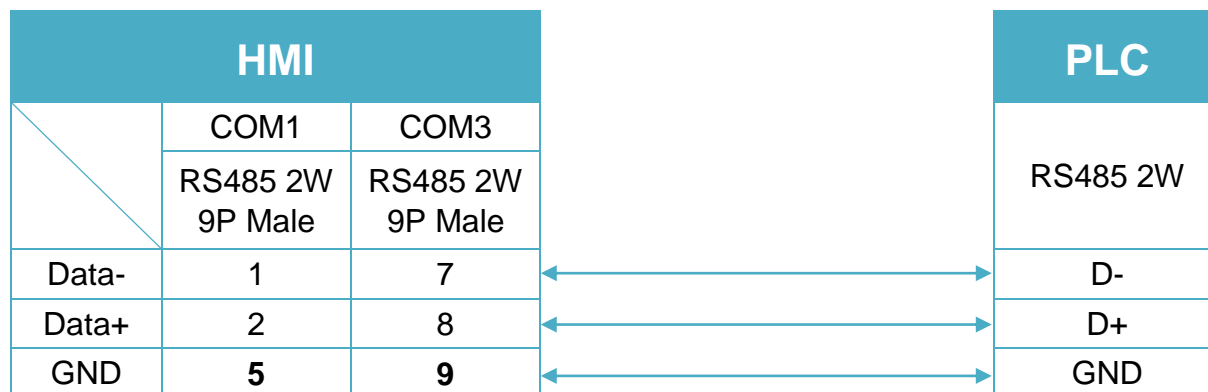 HMI PLC
COM1 COM3
RS485 2W RS485 2W RS485 2W
9P Male 9P Male
Data- 1 7 D-
Data+ 2 8 D+
GND 5 9 GND